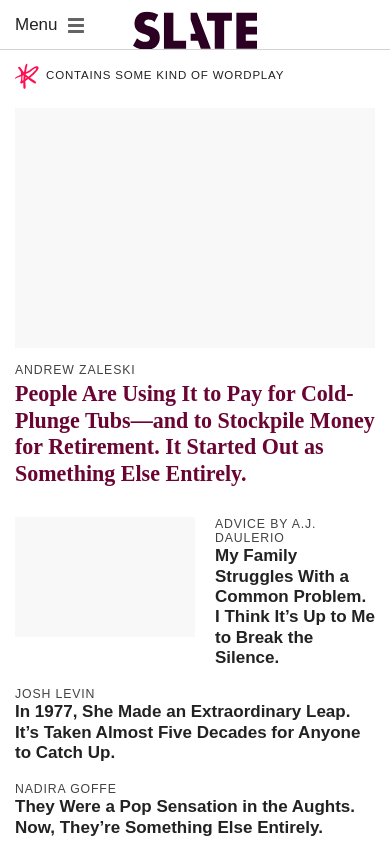 Menu
SLATE
CONTAINS SOME KIND OF WORDPLAY
ANDREW ZALESKI
People Are Using It to Pay for Cold-
Plunge Tubs—and to Stockpile Money
for Retirement. It Started Out as
Something Else Entirely.
ADVICE BY A.J.
DAULERIO
My Family
Struggles With a
Common Problem.
I Think It’s Up to Me
to Break the
Silence.
JOSH LEVIN
In 1977, She Made an Extraordinary Leap.
It’s Taken Almost Five Decades for Anyone
to Catch Up.
NADIRA GOFFE
They Were a Pop Sensation in the Aughts.
Now, They’re Something Else Entirely.